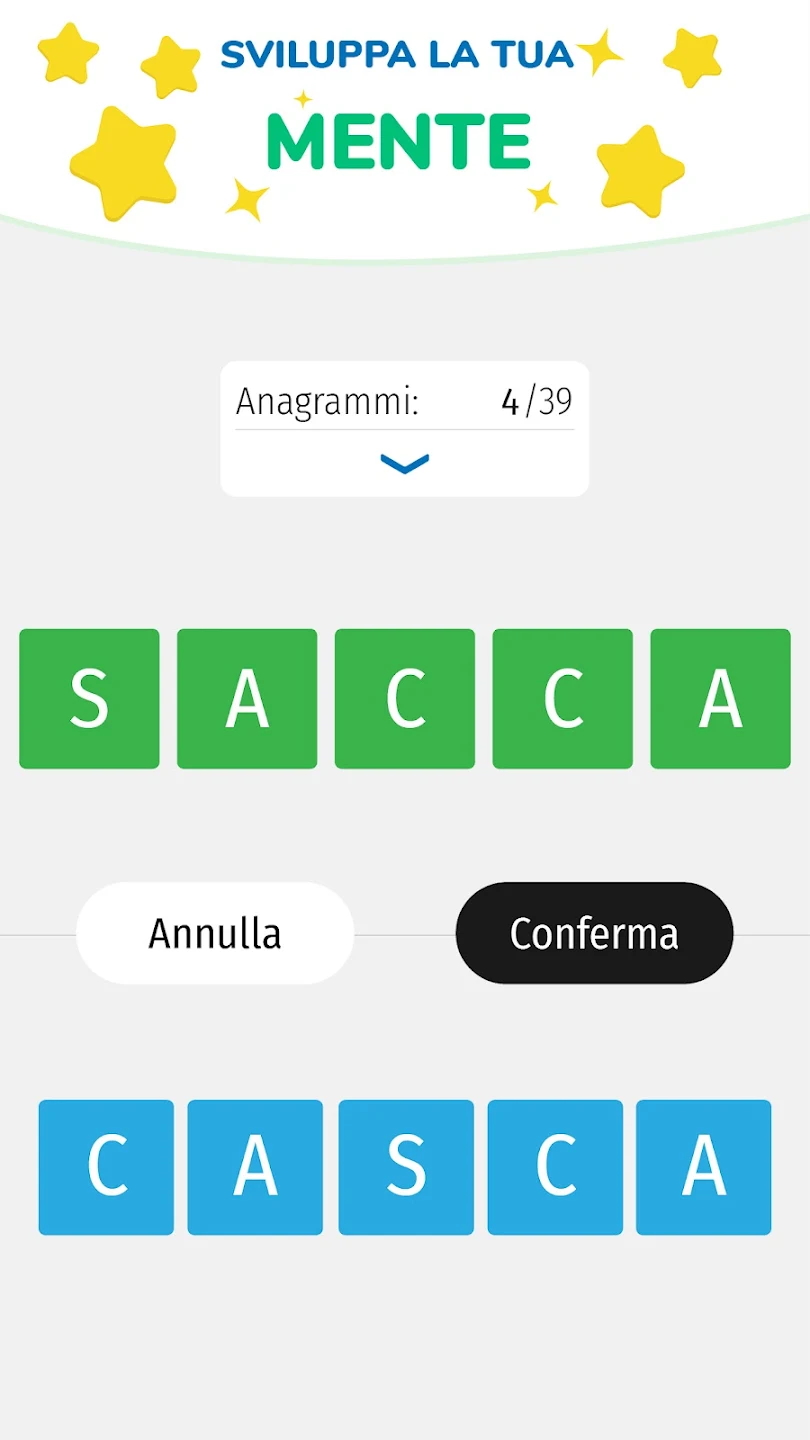 SVILUPPA LA TUA
MENTE
Anagrammi: 4/39
S A C C A
Annulla Conferma
C A S C A